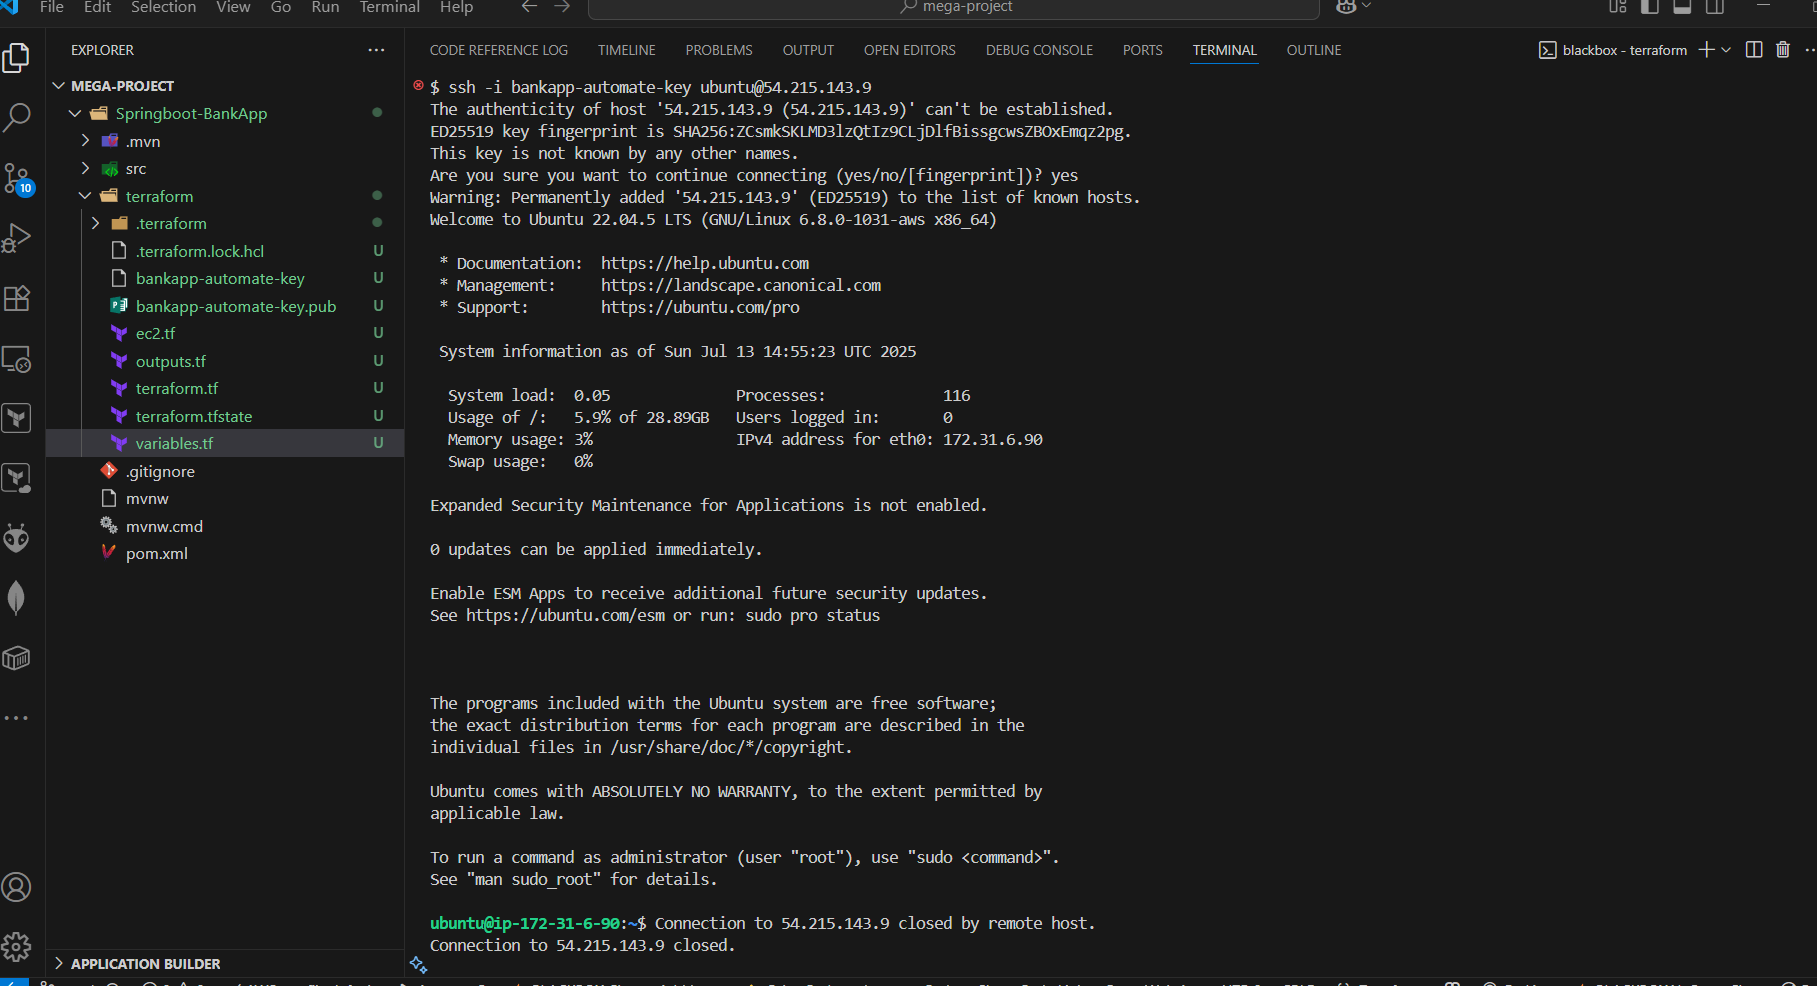 File Edit Selection View Go Run Terminal Help
mega-project
EXPLORER
MEGA-PROJECT
Springboot-BankApp
.mvn
src
terraform
.terraform
.terraform.lock.hcl U
bankapp-automate-key U
bankapp-automate-key.pub U
ec2.tf U
outputs.tf U
terraform.tf U
terraform.tfstate U
variables.tf U
.gitignore
mvnw
mvnw.cmd
pom.xml
APPLICATION BUILDER
10
CODE REFERENCE LOG TIMELINE PROBLEMS OUTPUT OPEN EDITORS DEBUG CONSOLE PORTS TERMINAL OUTLINE
blackbox - terraform
$ ssh -i bankapp-automate-key ubuntu@54.215.143.9
The authenticity of host '54.215.143.9 (54.215.143.9)' can't be established.
ED25519 key fingerprint is SHA256:ZCsmkSKLMD3lzQtIz9CLjDlfBissgcwsZBOxEmqz2pg.
This key is not known by any other names.
Are you sure you want to continue connecting (yes/no/[fingerprint])? yes
Warning: Permanently added '54.215.143.9' (ED25519) to the list of known hosts.
Welcome to Ubuntu 22.04.5 LTS (GNU/Linux 6.8.0-1031-aws x86_64)
* Documentation: https://help.ubuntu.com
* Management: https://landscape.canonical.com
* Support: https://ubuntu.com/pro
System information as of Sun Jul 13 14:55:23 UTC 2025
System load: 0.05 Processes: 116
Usage of /: 5.9% of 28.89GB Users logged in: 0
Memory usage: 3% IPv4 address for eth0: 172.31.6.90
Swap usage: 0%
Expanded Security Maintenance for Applications is not enabled.
0 updates can be applied immediately.
Enable ESM Apps to receive additional future security updates.
See https://ubuntu.com/esm or run: sudo pro status
The programs included with the Ubuntu system are free software;
the exact distribution terms for each program are described in the
individual files in /usr/share/doc/*/copyright.
Ubuntu comes with ABSOLUTELY NO WARRANTY, to the extent permitted by
applicable law.
To run a command as administrator (user "root"), use "sudo <command>".
See "man sudo_root" for details.
ubuntu@ip-172-31-6-90:~$ Connection to 54.215.143.9 closed by remote host.
Connection to 54.215.143.9 closed.